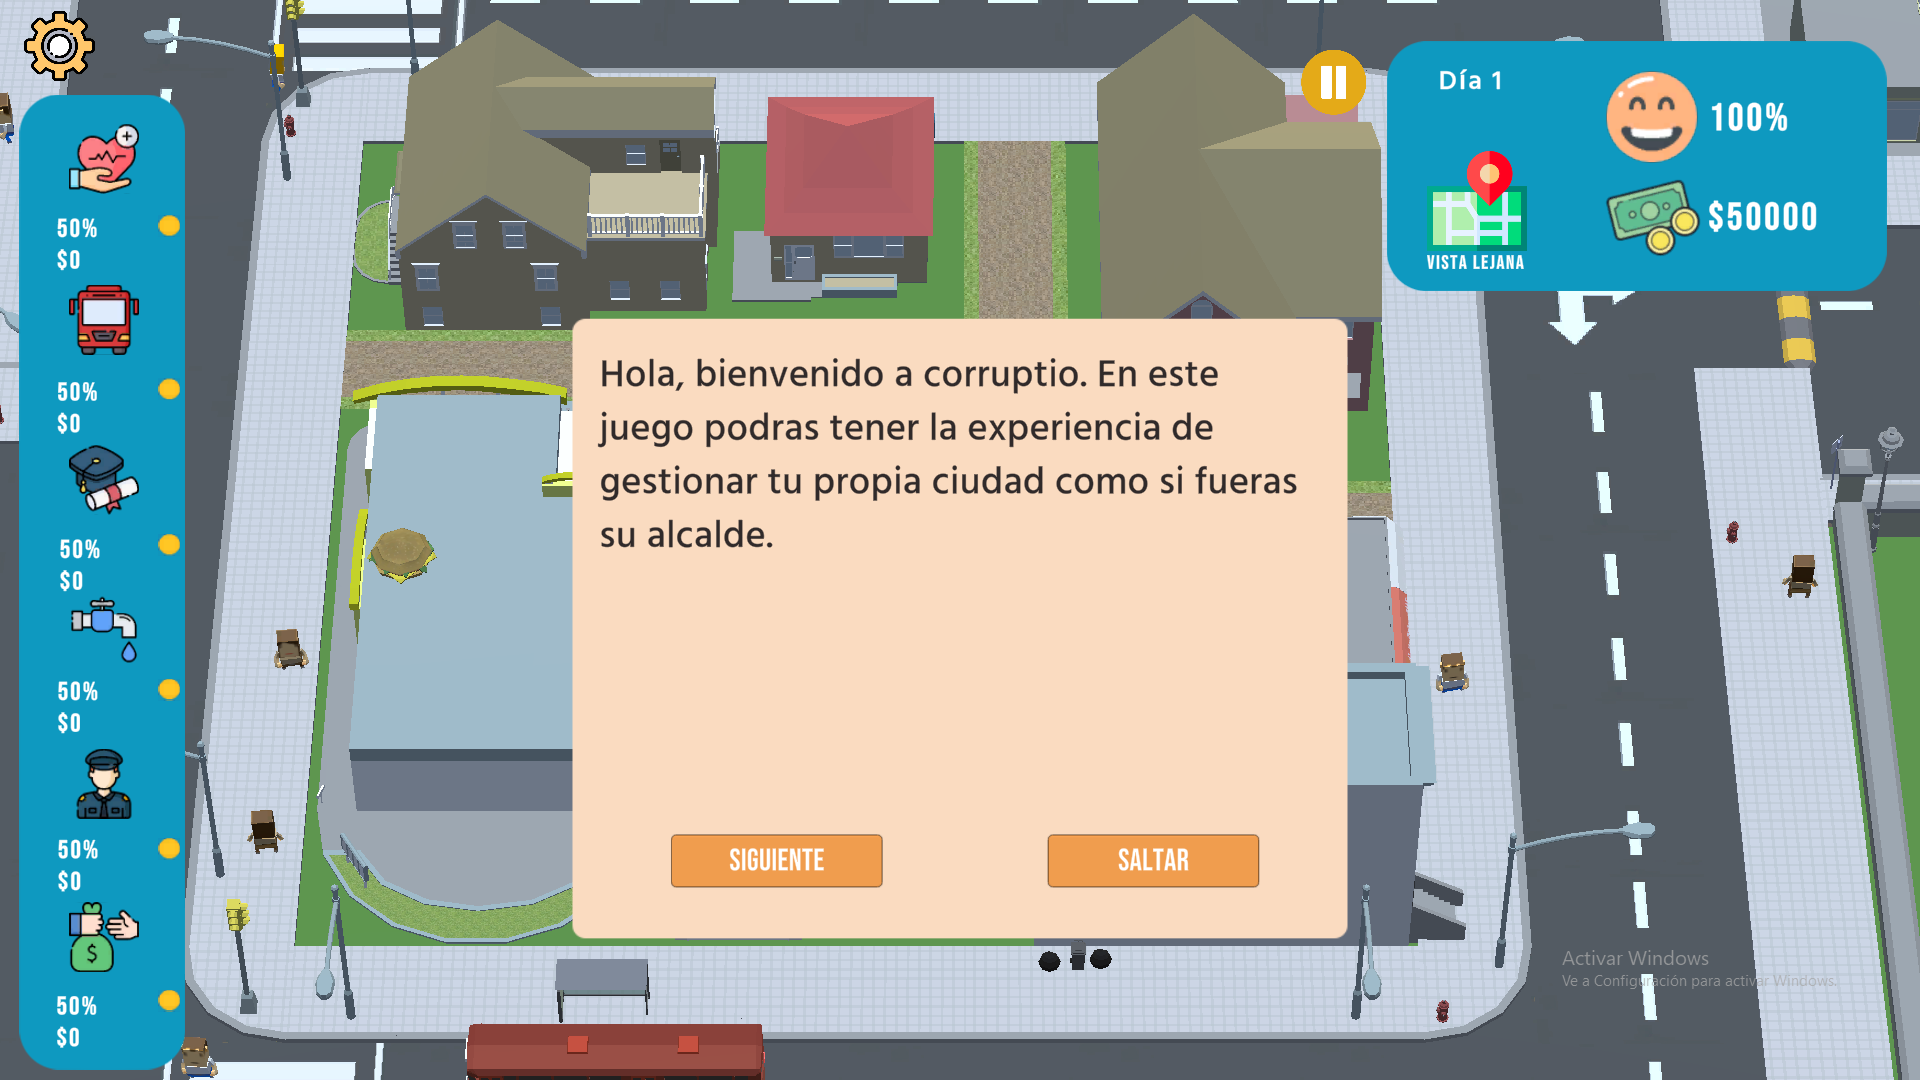 Día 1
100%
$50000
VISTA LEJANA
50%
$0
50%
$0
50%
$0
50%
$0
50%
$0
50%
$0
Hola, bienvenido a corruptio. En este
juego podras tener la experiencia de
gestionar tu propia ciudad como si fueras
su alcalde.
SIGUIENTE
SALTAR
Activar Windows
Ve a Configuración para activar Windows.